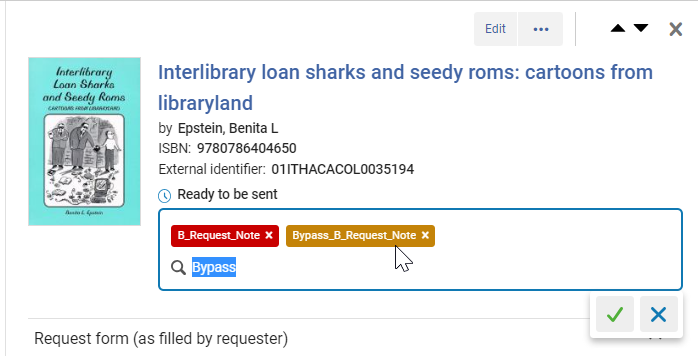 Edit ...
Interlibrary
Loan Sharks
and Seedy Roms
(CARTOONS FROM LIBRARYLAND)
Benita L. Epstein
Interlibrary loan sharks and seedy roms: cartoons from
libraryland
by Epstein, Benita L
ISBN: 9780786404650
External identifier: 01ITHACACOL0035194
Ready to be sent
B_Request_Note × Bypass_B_Request_Note ×
Bypass
Request form (as filled by requester)